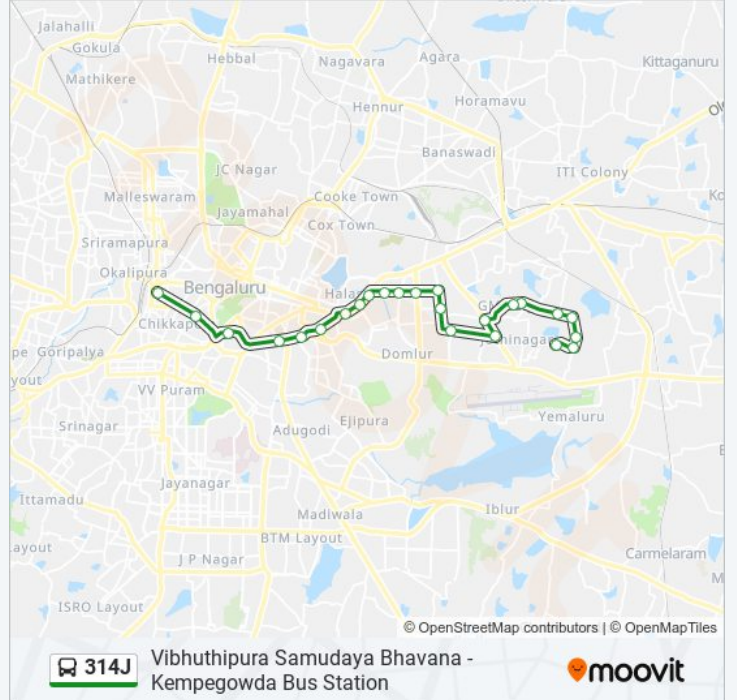 Jalahalli
Gokula
Hebbal
Nagavara
Agara
Kittaganuru
Mathikere
Hennur
Horamavu
Banaswadi
JC Nagar
ITI Colony
Malleswaram
Cooke Town
Jayamahal
Cox Town
Sriramapura
Okalipura
Bengaluru
Domlur
Goripalya
VV Puram
Yemaluru
Srinagar
Adugodi
Ejipura
Jayanagar
Ittamadu
Madiwala
Iblur
BTM Layout
J P Nagar
Carmelaram
ISRO Layout
© OpenStreetMap contributors | © OpenMapTiles
314J
Vibhuthipura Samudaya Bhavana -
Kempegowda Bus Station
moovit